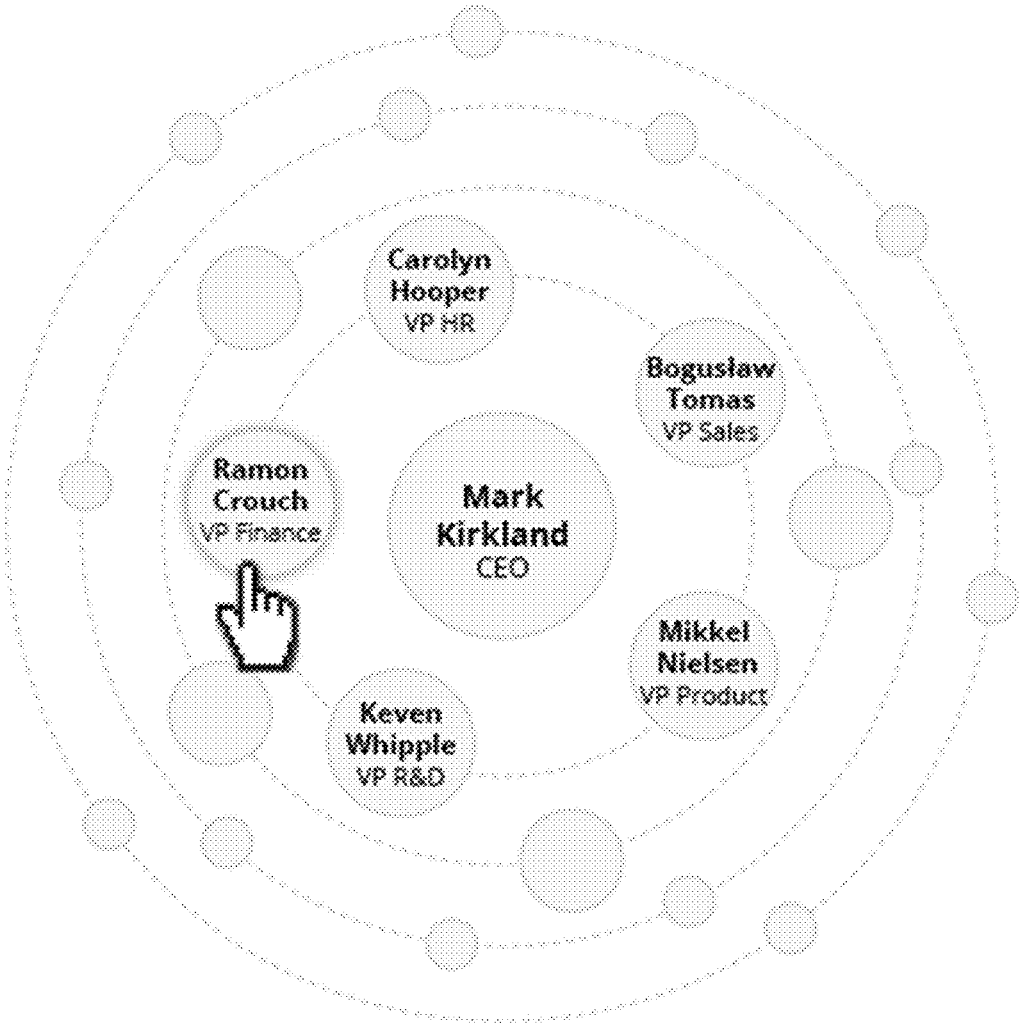 Carolyn
Hooper
VP HR
Bogusław
Tomas
VP Sales
Ramon
Crouch
VP Finance
Mark
Kirkland
CEO
Mikkel
Nielsen
VP Product
Keven
Whipple
VP R&D